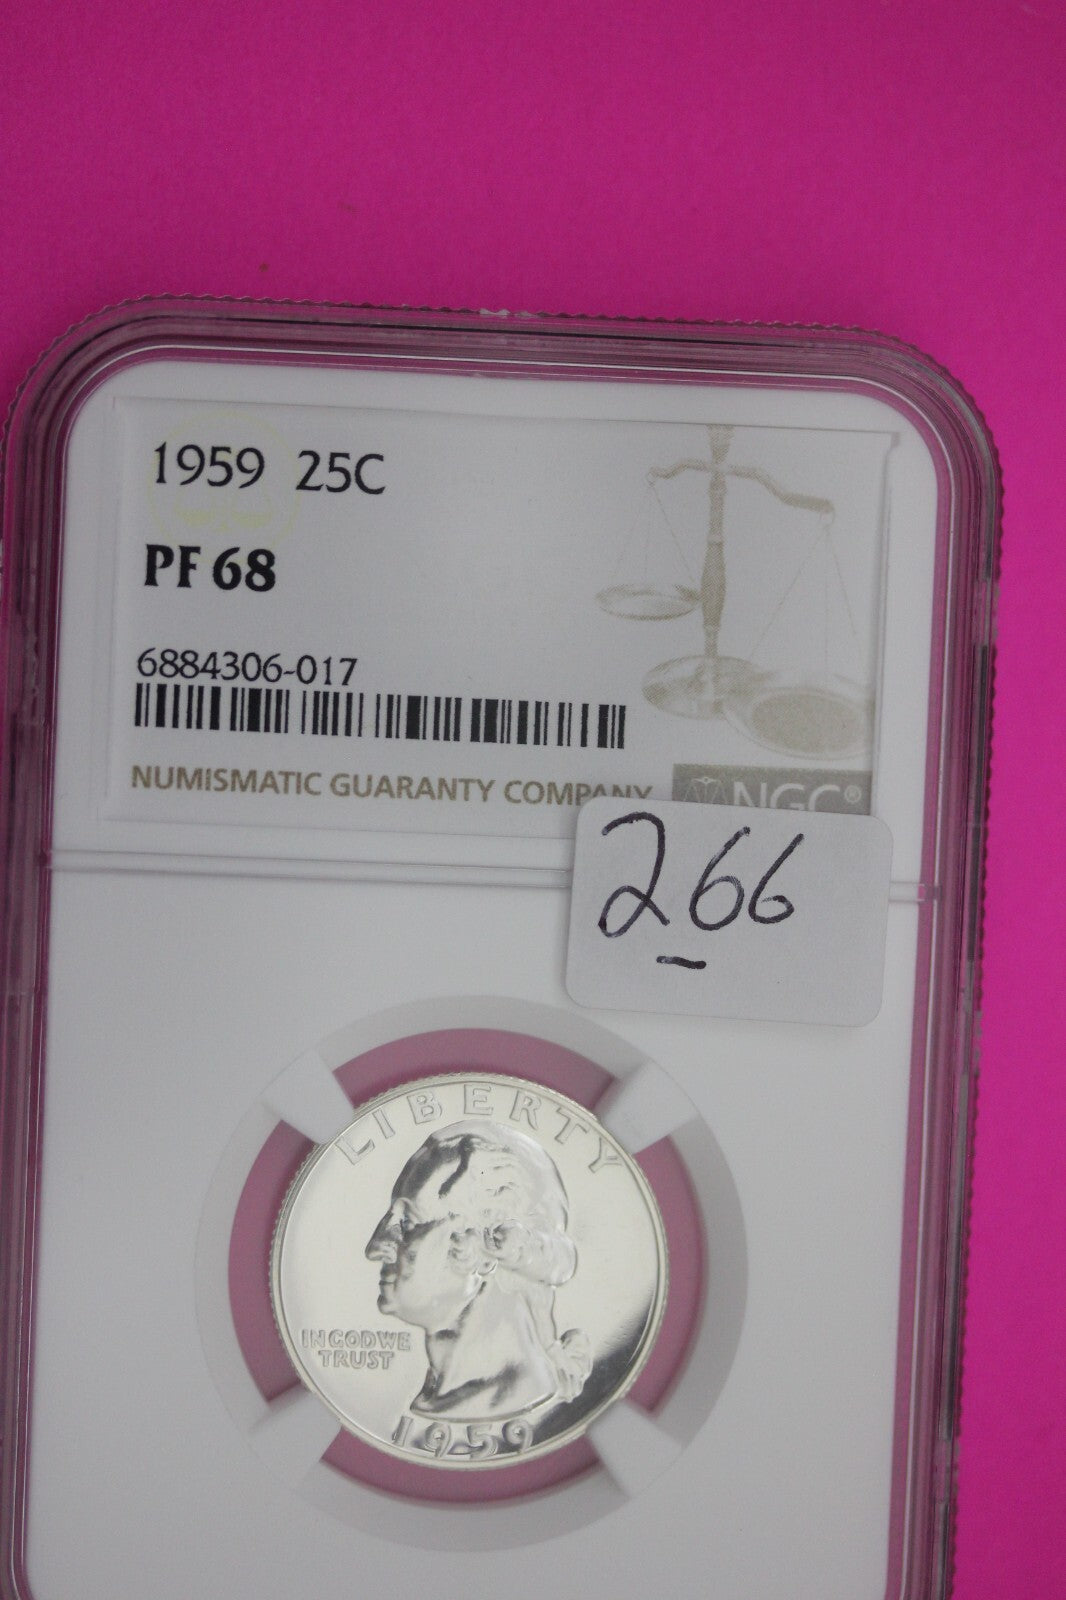 1959 25C
PF 68
6884306-017
NUMISMATIC GUARANTY COMPANY
NGC®
266
LIBERTY
IN GOD WE
TRUST
1959